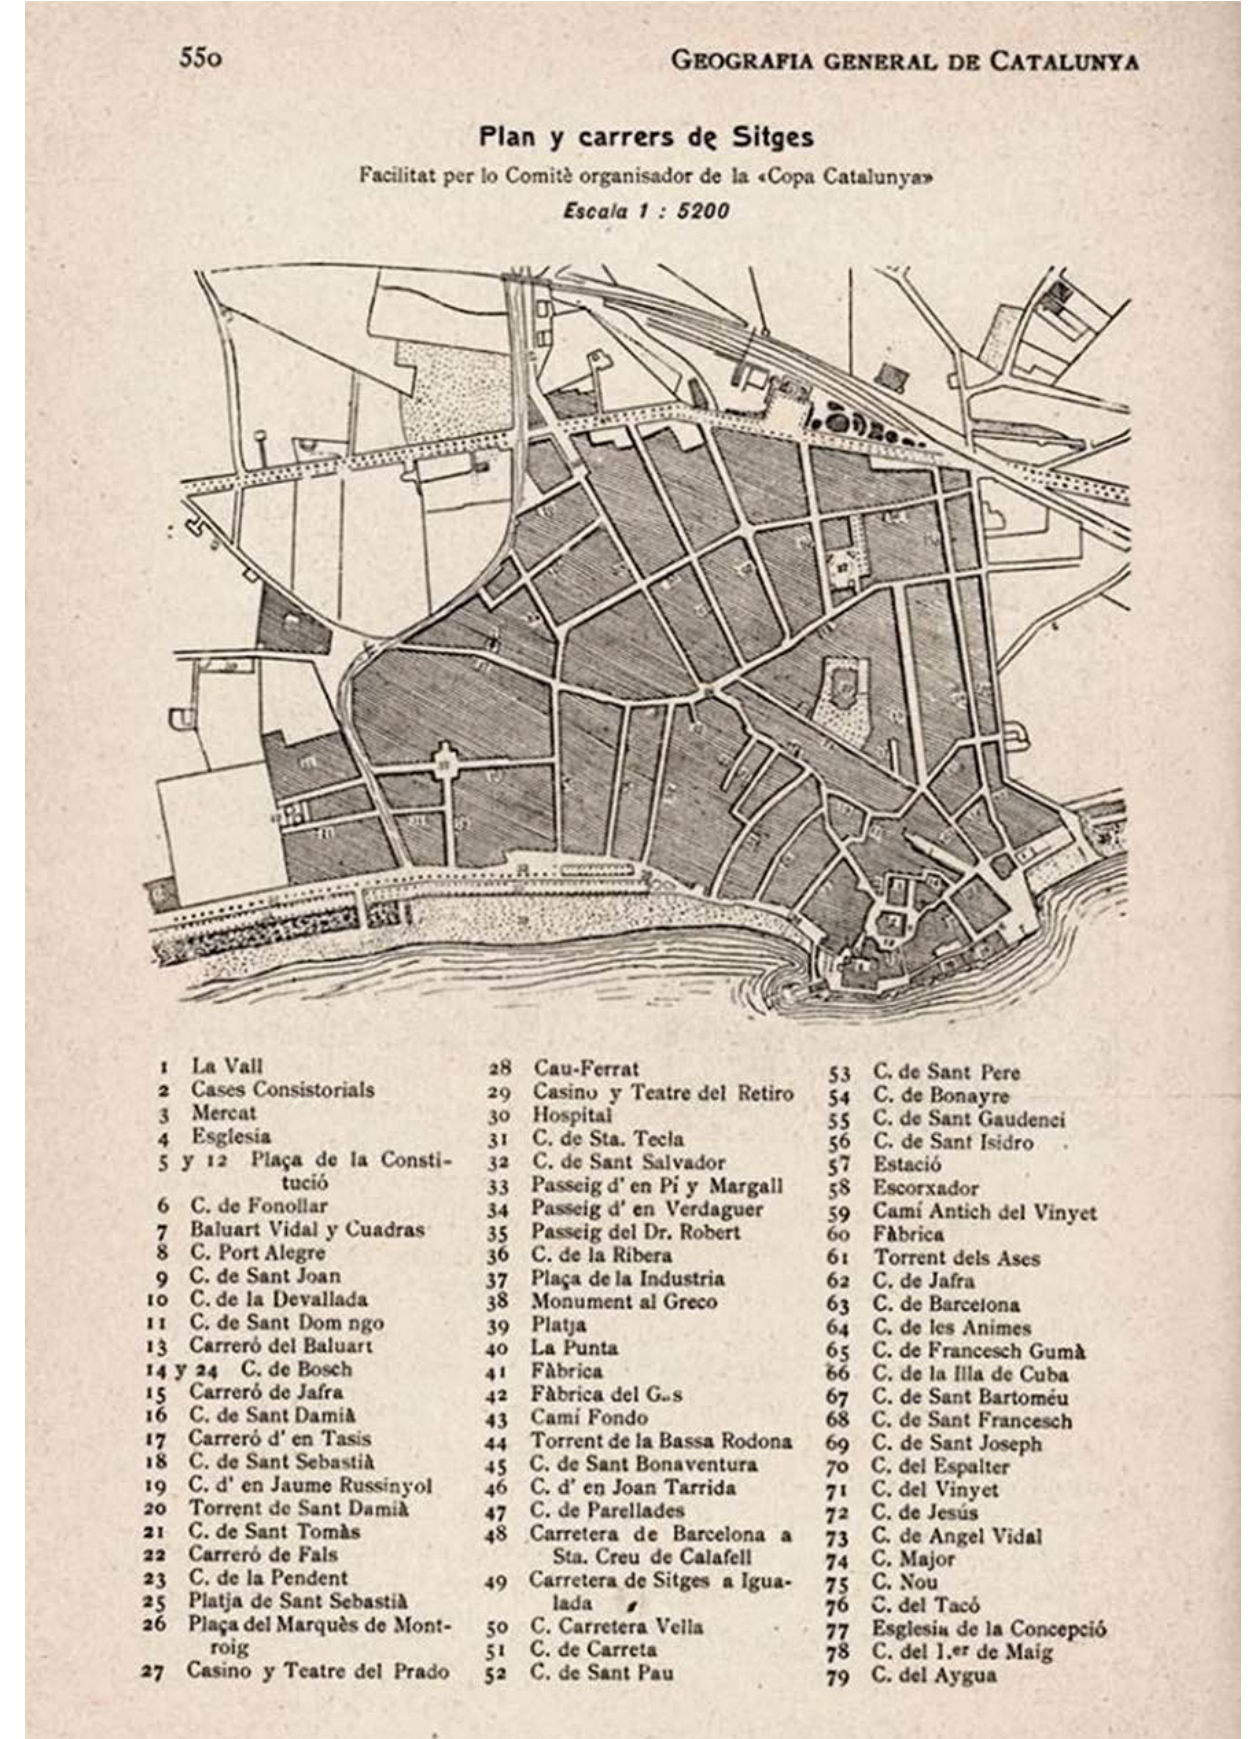 550
GEOGRAFIA GENERAL DE CATALUNYA
Plan y carrers de Sitges
Facilitat per lo Comitè organisador de la «Copa Catalunya»
Escala 1 : 5200
1 La Vall
2 Cases Consistorials
3 Mercat
4 Esglesia
5 y 12 Plaça de la Consti-
tució
6 C. de Fonollar
7 Baluart Vidal y Cuadras
8 C. Port Alegre
9 C. de Sant Joan
10 C. de la Devallada
11 C. de Sant Dom ngo
13 Carreró del Baluart
14 y 24 C. de Bosch
15 Carreró de Jafra
16 C. de Sant Damià
17 Carreró d' en Tasis
18 C. de Sant Sebastià
19 C. d' en Jaume Russinyol
20 Torrent de Sant Damià
21 C. de Sant Tomàs
22 Carreró de Fals
23 C. de la Pendent
25 Platja de Sant Sebastià
26 Plaça del Marquès de Mont-
roig
27 Casino y Teatre del Prado
28 Cau-Ferrat
29 Casino y Teatre del Retiro
30 Hospital
31 C. de Sta. Tecla
32 C. de Sant Salvador
33 Passeig d' en Pí y Margall
34 Passeig d' en Verdaguer
35 Passeig del Dr. Robert
36 C. de la Ribera
37 Plaça de la Industria
38 Monument al Greco
39 Platja
40 La Punta
41 Fàbrica
42 Fàbrica del G.s
43 Camí Fondo
44 Torrent de la Bassa Rodona
45 C. de Sant Bonaventura
46 C. d' en Joan Tarrida
47 C. de Parellades
48 Carretera de Barcelona a
Sta. Creu de Calafell
49 Carretera de Sitges a Igua-
lada
50 C. Carretera Vella
51 C. de Carreta
52 C. de Sant Pau
53 C. de Sant Pere
54 C. de Bonayre
55 C. de Sant Gaudenci
56 C. de Sant Isidro
57 Estació
58 Escorxador
59 Camí Antich del Vinyet
60 Fàbrica
61 Torrent dels Ases
62 C. de Jafra
63 C. de Barcelona
64 C. de les Animes
65 C. de Francesch Gumà
66 C. de la Illa de Cuba
67 C. de Sant Bartoméu
68 C. de Sant Francesch
69 C. de Sant Joseph
70 C. del Espalter
71 C. del Vinyet
72 C. de Jesús
73 C. de Angel Vidal
74 C. Major
75 C. Nou
76 C. del Tacó
77 Esglesia de la Concepció
78 C. del 1.er de Maig
79 C. del Aygua